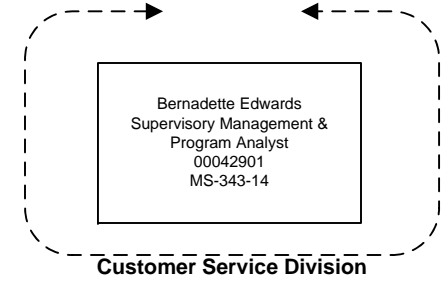 Bernadette Edwards
Supervisory Management &
Program Analyst
00042901
MS-343-14
Customer Service Division